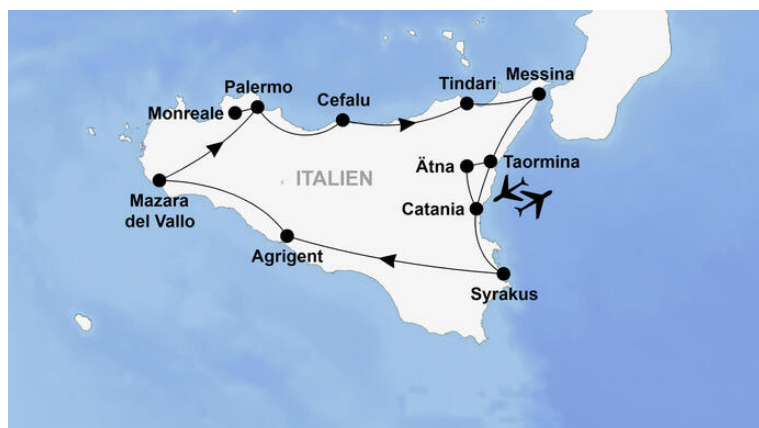 Messina
Palermo
Tindari
Cefalu
Monreale
Ätna
Taormina
ITALIEN
Mazara
del Vallo
Catania
Agrigent
Syrakus